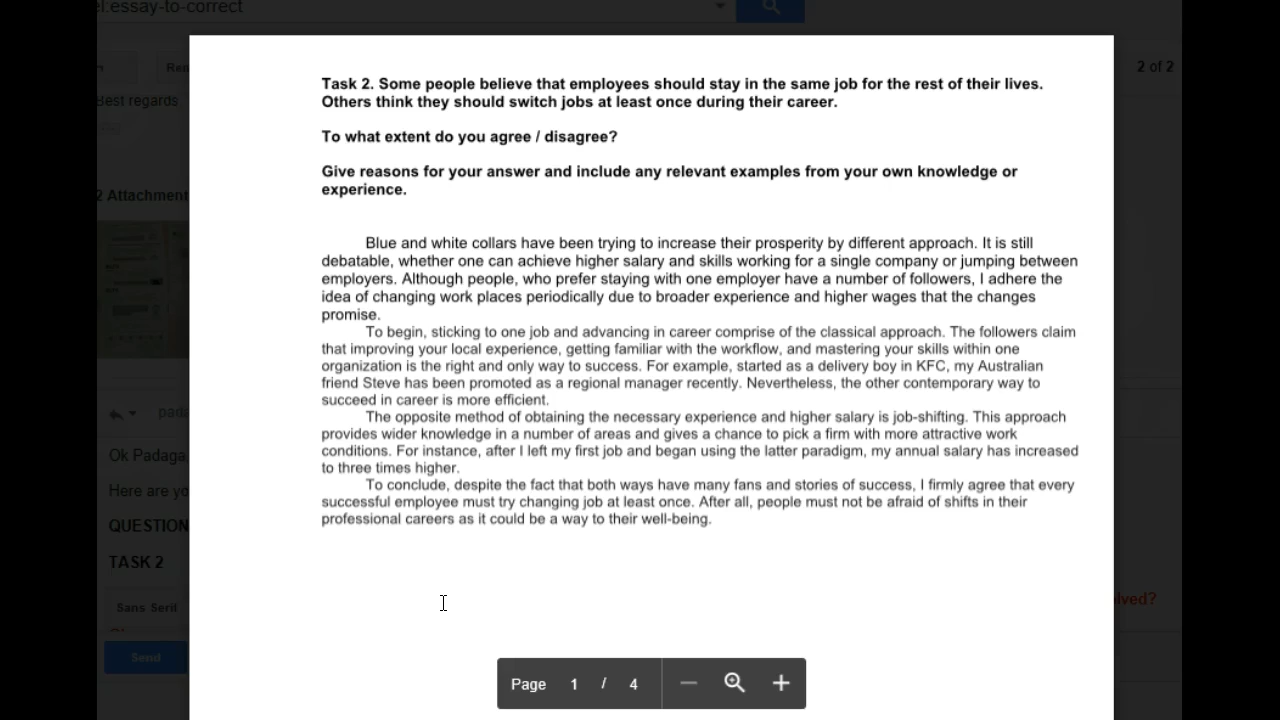 el:essay-to-correct
2 of 2
Best regards
Task 2. Some people believe that employees should stay in the same job for the rest of their lives.
Others think they should switch jobs at least once during their career.
To what extent do you agree / disagree?
Give reasons for your answer and include any relevant examples from your own knowledge or
experience.
2 Attachment
Blue and white collars have been trying to increase their prosperity by different approach. It is still
debatable, whether one can achieve higher salary and skills working for a single company or jumping between
employers. Although people, who prefer staying with one employer have a number of followers, I adhere the
idea of changing work places periodically due to broader experience and higher wages that the changes
promise.
To begin, sticking to one job and advancing in career comprise of the classical approach. The followers claim
that improving your local experience, getting familiar with the workflow, and mastering your skills within one
organization is the right and only way to success. For example, started as a delivery boy in KFC, my Australian
friend Steve has been promoted as a regional manager recently. Nevertheless, the other contemporary way to
succeed in career is more efficient.
The opposite method of obtaining the necessary experience and higher salary is job-shifting. This approach
provides wider knowledge in a number of areas and gives a chance to pick a firm with more attractive work
conditions. For instance, after I left my first job and began using the latter paradigm, my annual salary has increased
to three times higher.
To conclude, despite the fact that both ways have many fans and stories of success, I firmly agree that every
successful employee must try changing job at least once. After all, people must not be afraid of shifts in their
professional careers as it could be a way to their well-being.
Ok Padaga,
Here are yo
QUESTION
TASK 2
Sans Serif
Send
lved?
Page 1 / 4